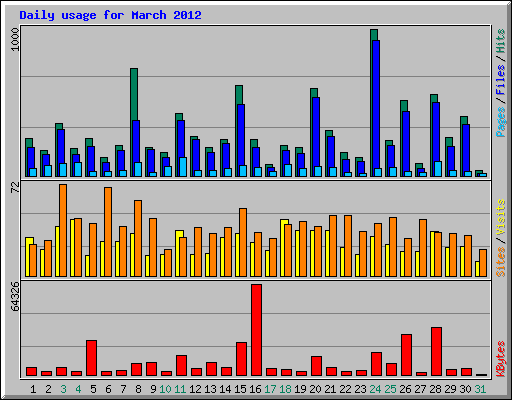 Daily usage for March 2012
1000
Pages / Files / Hits
72
Sites / Visits
64326
KBytes
1 2 3 4 5 6 7 8 9 10 11 12 13 14 15 16 17 18 19 20 21 22 23 24 25 26 27 28 29 30 31